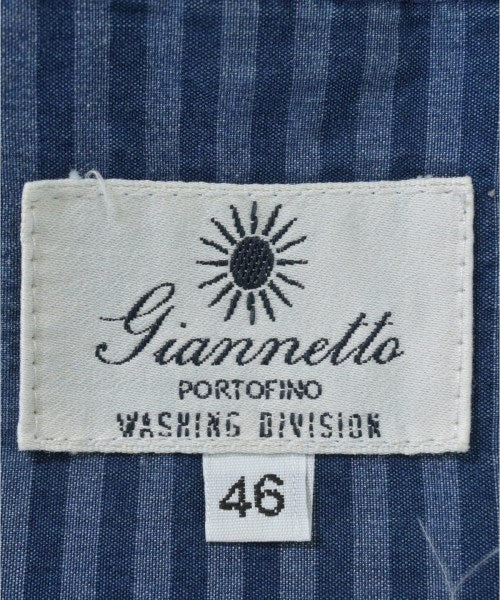 Giannetto
PORTOFINO
WASHING DIVISION
46